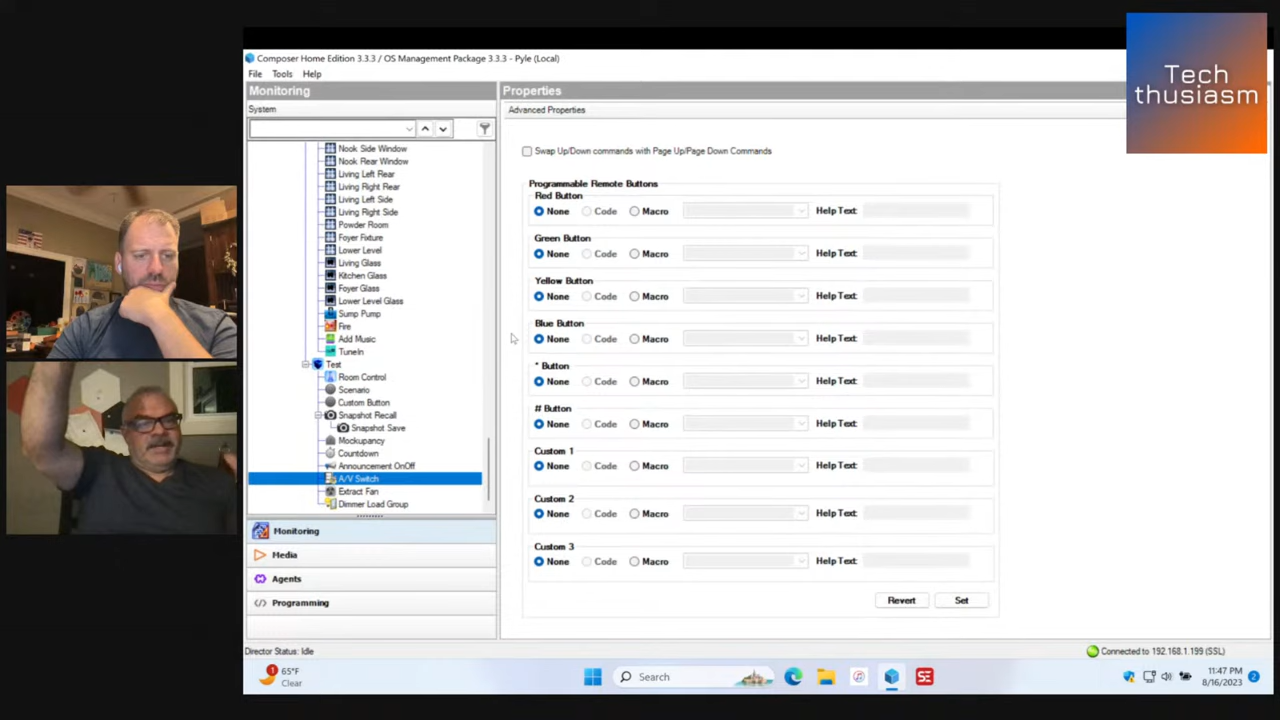 Tech
thusiasm
Composer Home Edition 3.3.3 / OS Management Package 3.3.3 - Pyle (Local)
File Tools Help
Monitoring
System
Nook Side Window
Nook Rear Window
Living Left Rear
Living Right Rear
Living Left Side
Living Right Side
Powder Room
Foyer Fixture
Lower Level
Living Glass
Kitchen Glass
Foyer Glass
Lower Level Glass
Sump Pump
Fire
Add Music
TuneIn
Test
Room Control
Scenario
Custom Button
Snapshot Recall
Snapshot Save
Mockupancy
Countdown
Announcement OnOff
A/V Switch
Extract Fan
Dimmer Load Group
Monitoring
Media
Agents
Programming
Properties
Advanced Properties
Swap Up/Down commands with Page Up/Page Down Commands
Programmable Remote Buttons
Red Button
None Code Macro Help Text:
Green Button
None Code Macro Help Text:
Yellow Button
None Code Macro Help Text:
Blue Button
None Code Macro Help Text:
* Button
None Code Macro Help Text:
# Button
None Code Macro Help Text:
Custom 1
None Code Macro Help Text:
Custom 2
None Code Macro Help Text:
Custom 3
None Code Macro Help Text:
Revert Set
Director Status: Idle
Connected to 192.168.1.199 (SSL)
1
65°F
Clear
Search
SE
11:47 PM
8/16/2023
2